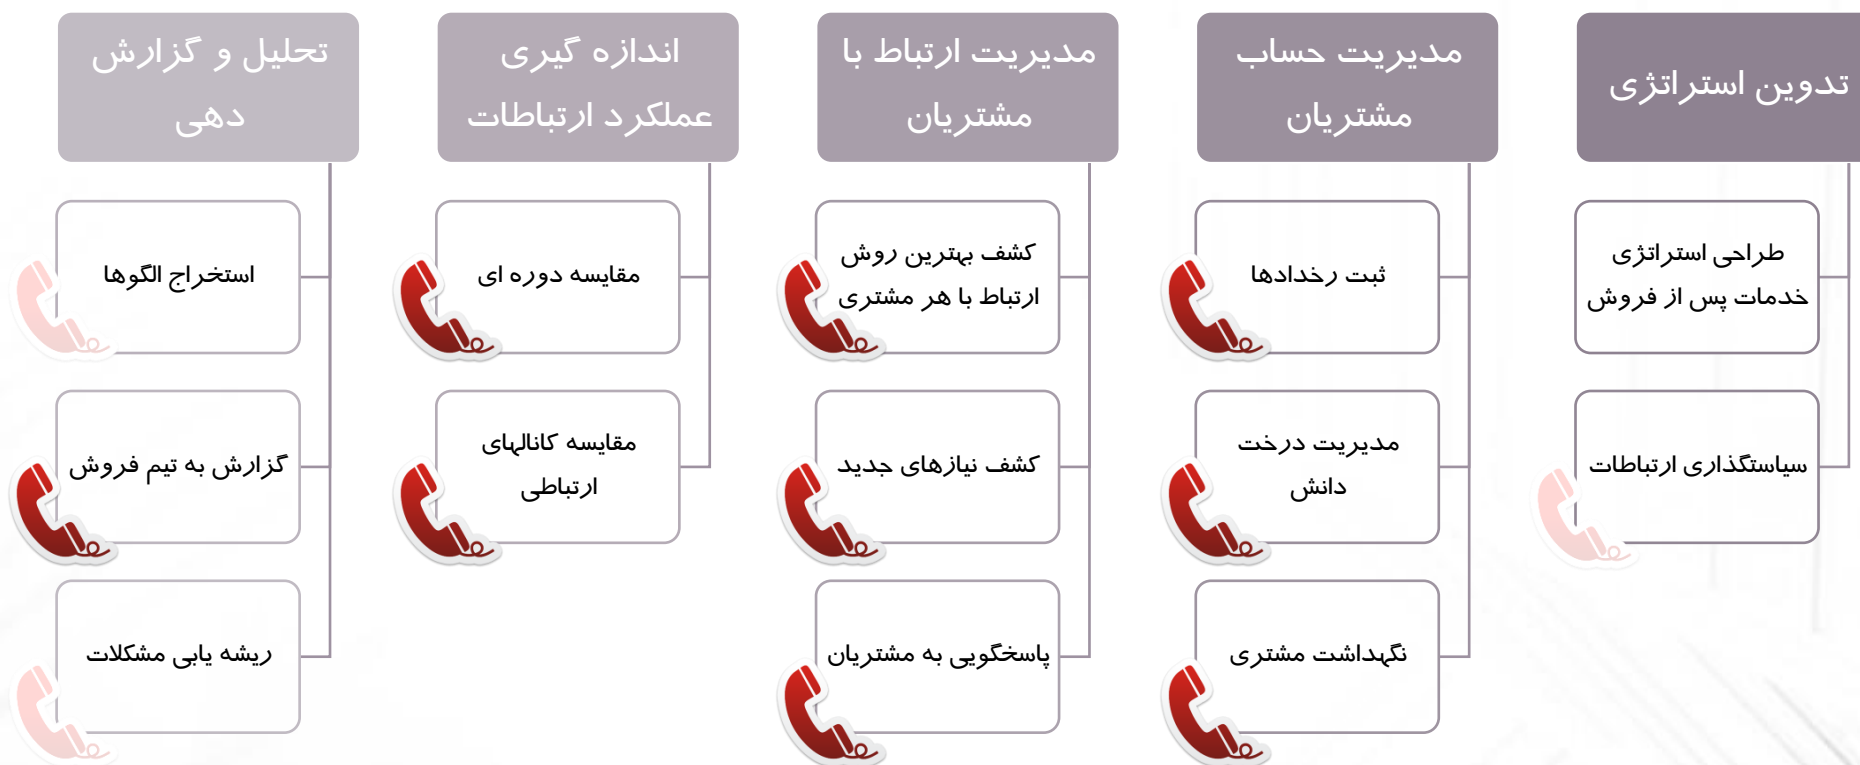 تدوین استراتژی
طراحی استراتژی
خدمات پس از فروش
سیاستگذاری ارتباطات
مدیریت حساب
مشتریان
ثبت رخدادها
مدیریت درخت
دانش
نگهداشت مشتری
مدیریت ارتباط با
مشتریان
کشف بهترین روش
ارتباط با هر مشتری
کشف نیازهای جدید
پاسخگویی به مشتریان
اندازه گیری
عملکرد ارتباطات
مقایسه دوره ای
مقایسه کانالهای
ارتباطی
تحلیل و گزارش
دهی
استخراج الگوها
گزارش به تیم فروش
ریشه یابی مشکلات